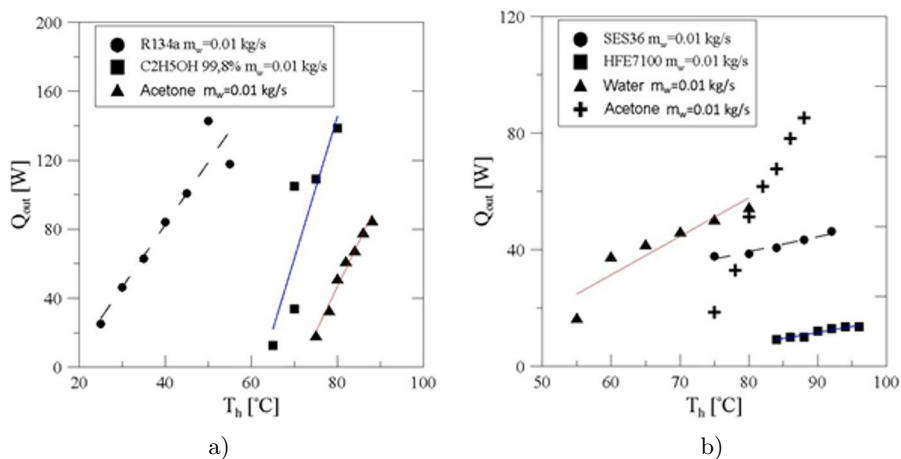 200
160
120
80
40
0
Q_out [W]
R134a m_w=0.01 kg/s
C2H5OH 99,8% m_w=0.01 kg/s
Acetone m_w=0.01 kg/s
20 40 60 80 100
T_h [°C]
a)
120
80
40
0
Q_out [W]
SES36 m_w=0.01 kg/s
HFE7100 m_w=0.01 kg/s
Water m_w=0.01 kg/s
Acetone m_w=0.01 kg/s
50 60 70 80 90 100
T_h [°C]
b)